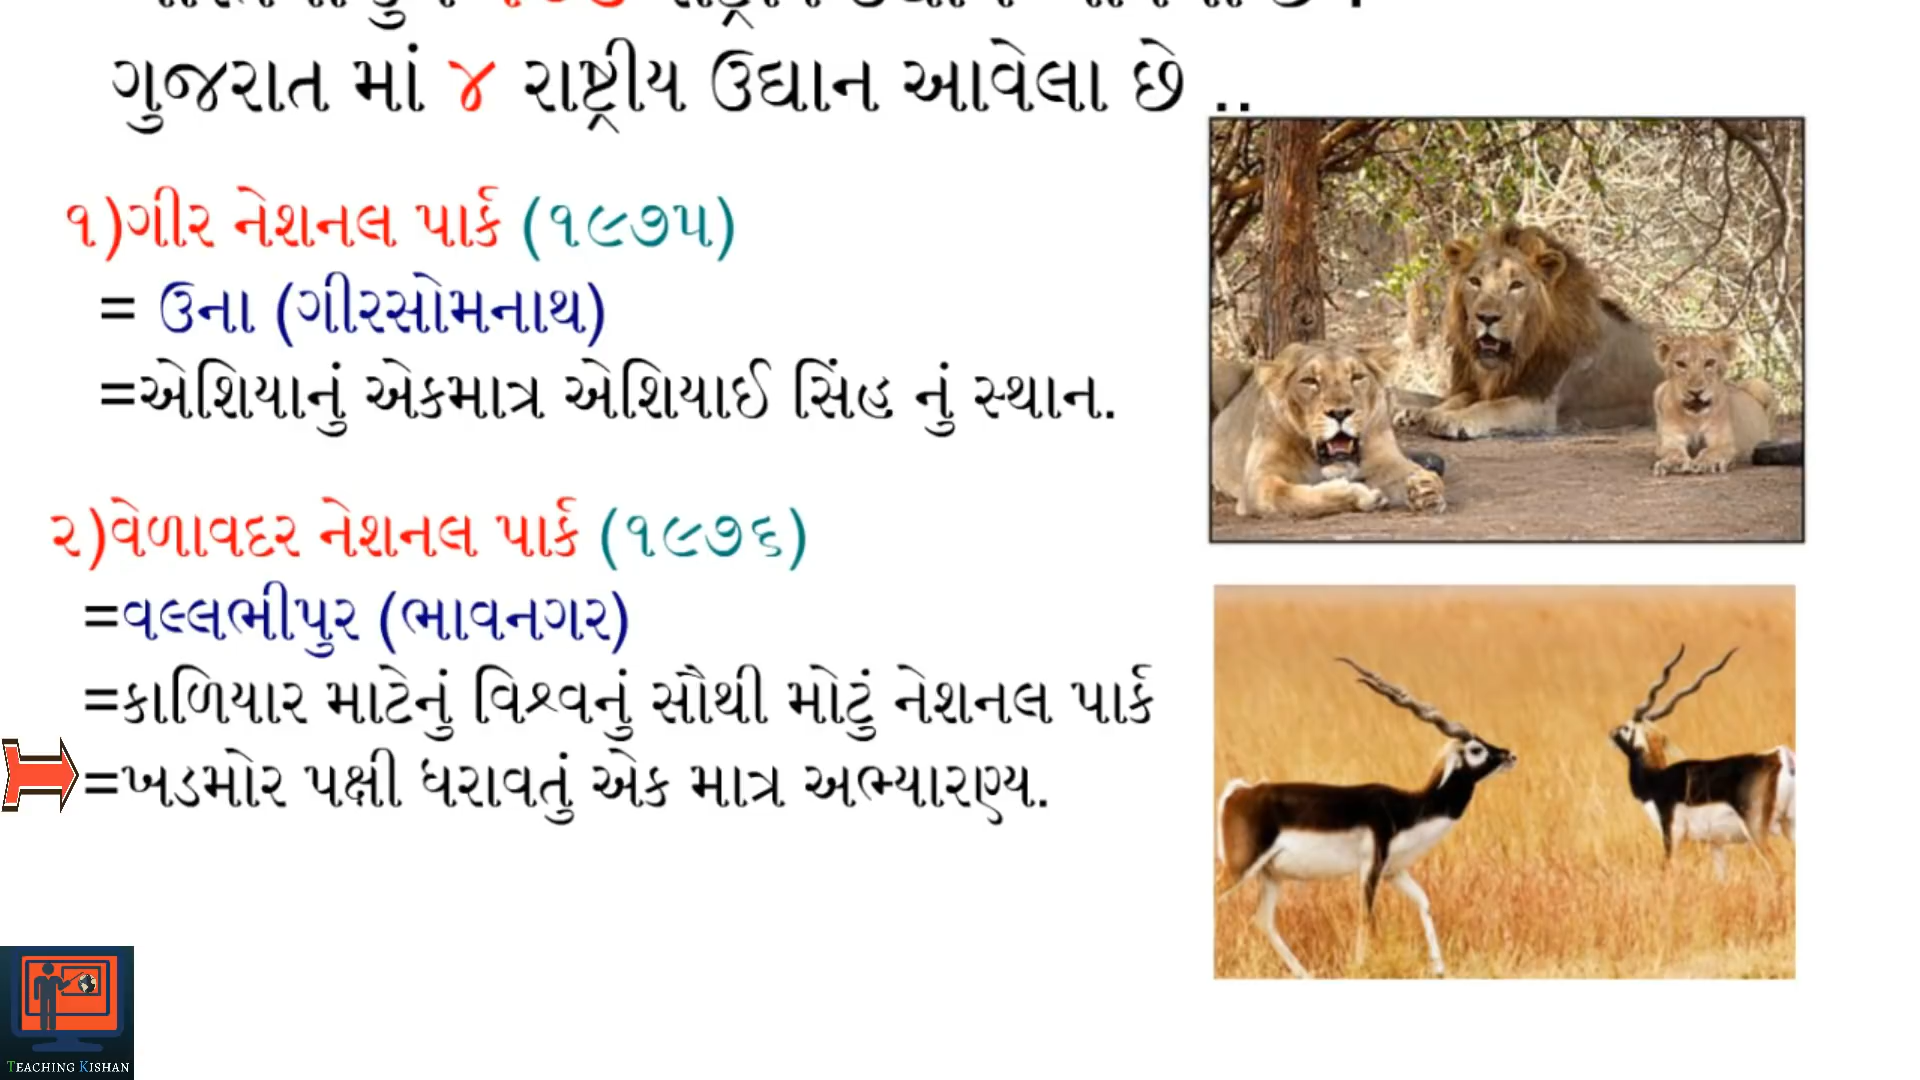 ગુજરાત માં ૪ રાષ્ટ્રીય ઉદ્યાન આવેલા છે ..
૧)ગીર નેશનલ પાર્ક (૧૯૭૫)
= ઉના (ગીરસોમનાથ)
=એશિયાનું એકમાત્ર એશિયાઈ સિંહ નું સ્થાન.
૨)વેળાવદર નેશનલ પાર્ક (૧૯૭૬)
=વલ્લભીપુર (ભાવનગર)
=કાળિયાર માટેનું વિશ્વનું સૌથી મોટું નેશનલ પાર્ક
=ખડમોર પક્ષી ધરાવતું એક માત્ર અભ્યારણ્ય.
TEACHING KISHAN